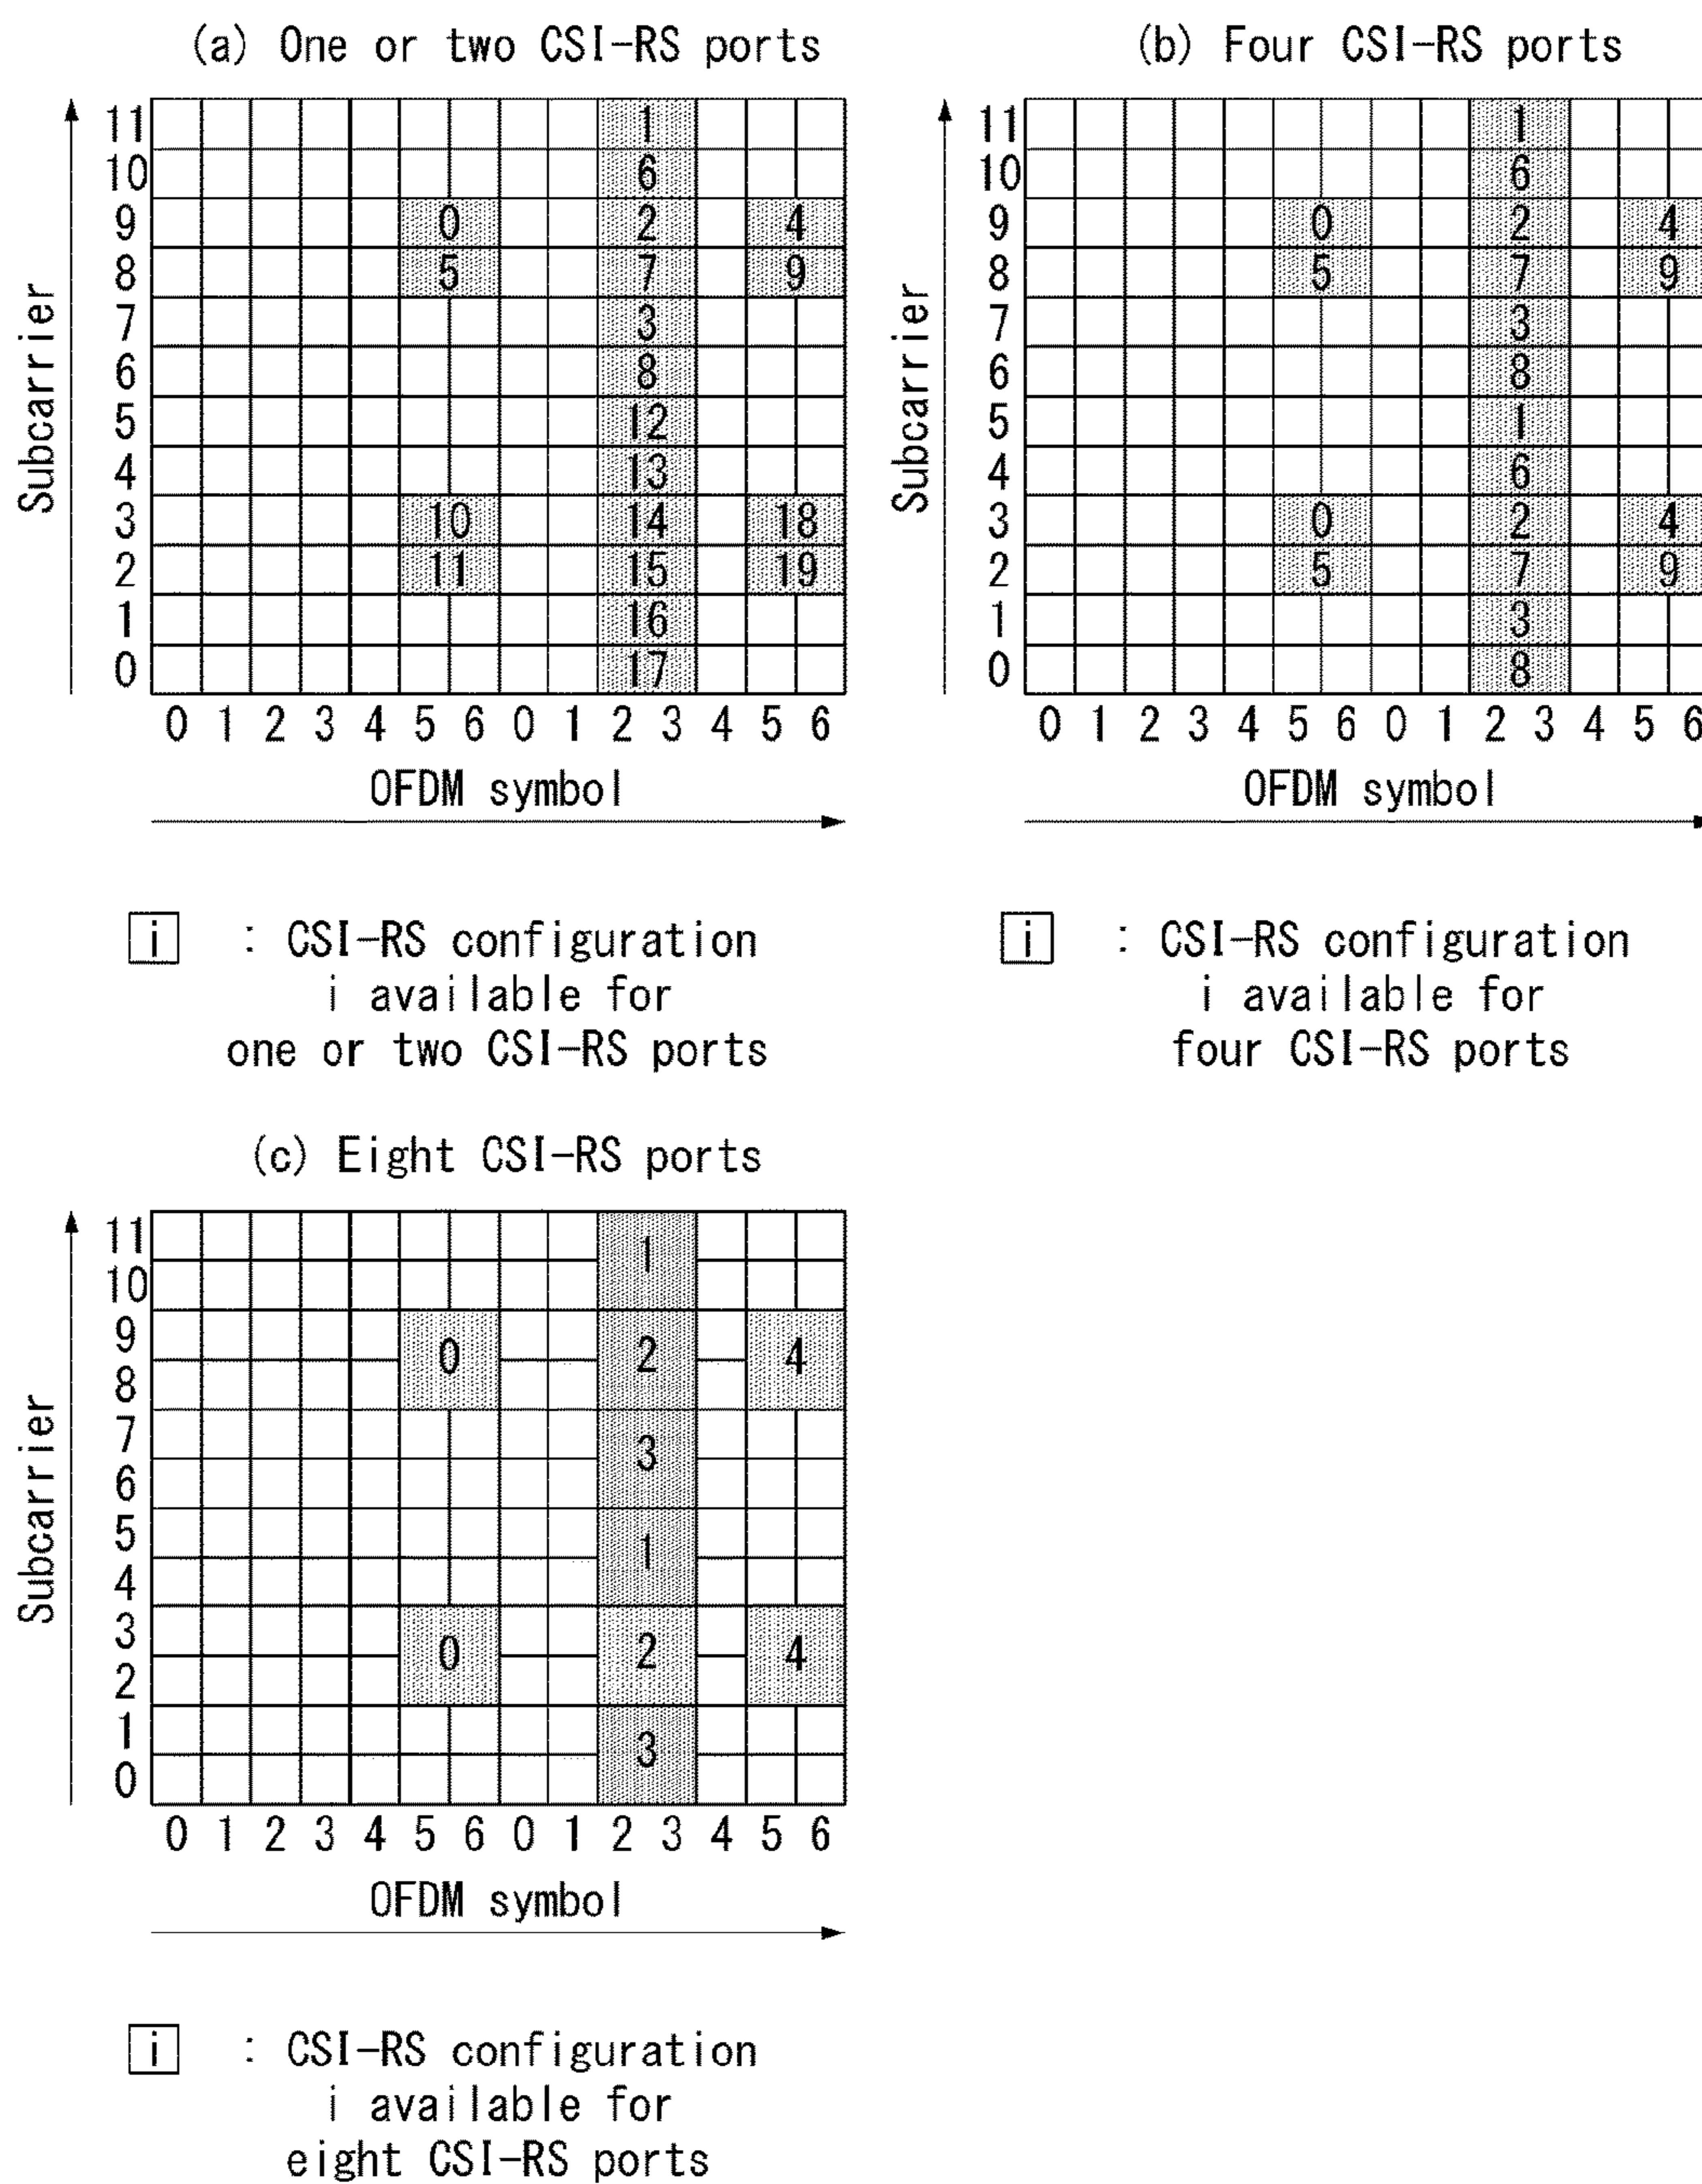 (a) One or two CSI-RS ports
11 1
10 6
9 0 2 4
8 5 7 9
7 3
6 8
5 12
4 13
3 10 14 18
2 11 15 19
1 16
0 17
Subcarrier
0 1 2 3 4 5 6 0 1 2 3 4 5 6
OFDM symbol
i : CSI-RS configuration
i available for
one or two CSI-RS ports
(b) Four CSI-RS ports
11 1
10 6
9 0 2 4
8 5 7 9
7 3
6 8
5 1
4 6
3 0 2 4
2 5 7 9
1 3
0 8
Subcarrier
0 1 2 3 4 5 6 0 1 2 3 4 5 6
OFDM symbol
i : CSI-RS configuration
i available for
four CSI-RS ports
(c) Eight CSI-RS ports
11
1
10
9
0 2 4
8
7
3
6
5
1
4
3
0 2 4
2
1
3
0
Subcarrier
0 1 2 3 4 5 6 0 1 2 3 4 5 6
OFDM symbol
i : CSI-RS configuration
i available for
eight CSI-RS ports